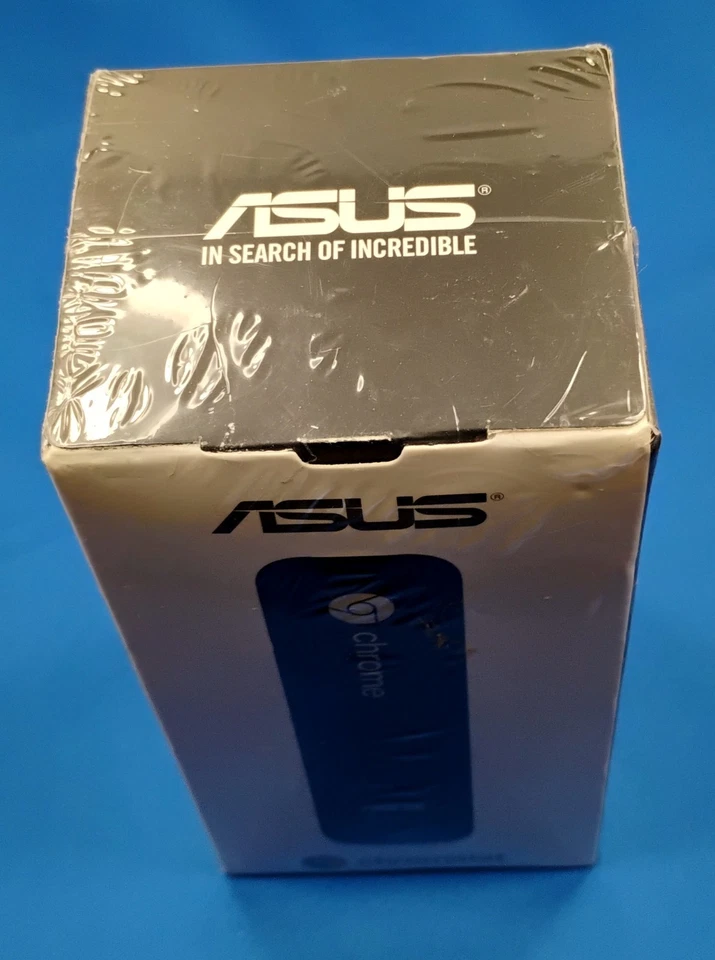 ASUS®
IN SEARCH OF INCREDIBLE
ASUS®
chrome